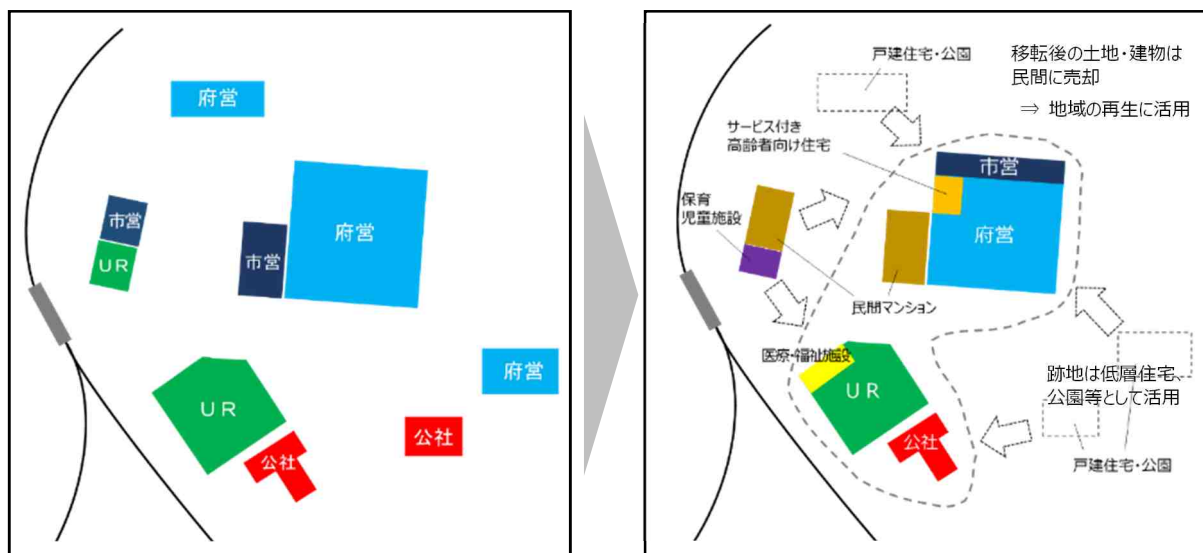 府営
市営
UR
市営
府営
府営
UR
公社
公社
戸建住宅・公園
移転後の土地・建物は
民間に売却
⇒ 地域の再生に活用
サービス付き
高齢者向け住宅
市営
保育
児童施設
府営
民間マンション
医療・福祉施設
UR
跡地は低層住宅、
公園等として活用
公社
戸建住宅・公園